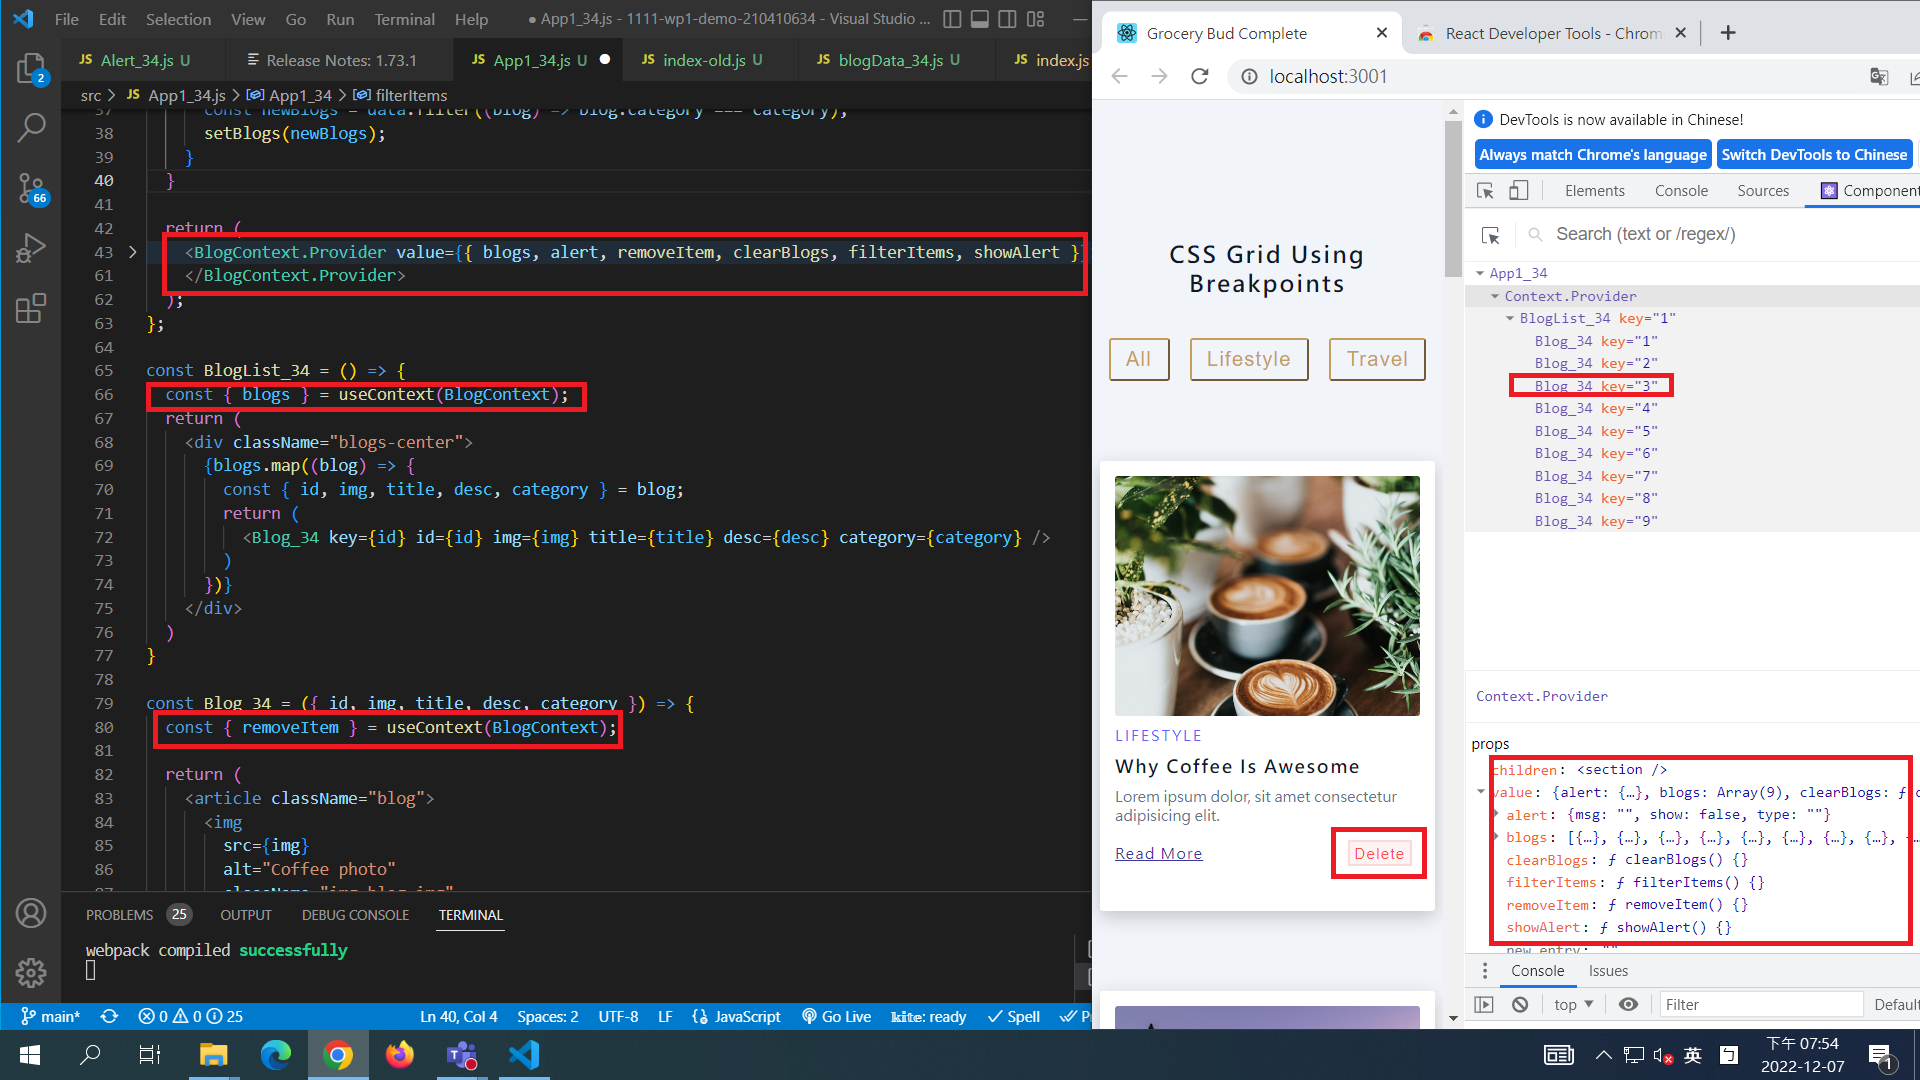 File Edit Selection View Go Run Terminal Help
● App1_34.js - 1111-wp1-demo-210410634 - Visual Studio ...
JS Alert_34.js U
Release Notes: 1.73.1
JS App1_34.js U ●
JS index-old.js U
JS blogData_34.js U
JS index.js
src > JS App1_34.js > App1_34 > filterItems
37 const newBlogs = data.filter((blog) => blog.category === category);
38 setBlogs(newBlogs);
39 }
40 }
41
42 return (
43 <BlogContext.Provider value={{ blogs, alert, removeItem, clearBlogs, filterItems, showAlert }}
61 </BlogContext.Provider>
62 );
63 };
64
65 const BlogList_34 = () => {
66 const { blogs } = useContext(BlogContext);
67 return (
68 <div className="blogs-center">
69 {blogs.map((blog) => {
70 const { id, img, title, desc, category } = blog;
71 return (
72 <Blog_34 key={id} id={id} img={img} title={title} desc={desc} category={category} />
73 )
74 })}
75 </div>
76 )
77 }
78
79 const Blog_34 = ({ id, img, title, desc, category }) => {
80 const { removeItem } = useContext(BlogContext);
81
82 return (
83 <article className="blog">
84 <img
85 src={img}
86 alt="Coffee photo"
87 className="img blog-img"
2
66
PROBLEMS 25 OUTPUT DEBUG CONSOLE TERMINAL
webpack compiled successfully
main* 0 0 25 Ln 40, Col 4 Spaces: 2 UTF-8 LF JavaScript Go Live kite: ready Spell
Grocery Bud Complete
React Developer Tools - Chrom
localhost:3001
CSS Grid Using
Breakpoints
All Lifestyle Travel
LIFESTYLE
Why Coffee Is Awesome
Lorem ipsum dolor, sit amet consectetur
adipisicing elit.
Read More Delete
DevTools is now available in Chinese!
Always match Chrome's language Switch DevTools to Chinese
Elements Console Sources Component
Search (text or /regex/)
App1_34
Context.Provider
BlogList_34 key="1"
Blog_34 key="1"
Blog_34 key="2"
Blog_34 key="3"
Blog_34 key="4"
Blog_34 key="5"
Blog_34 key="6"
Blog_34 key="7"
Blog_34 key="8"
Blog_34 key="9"
Context.Provider
props
children: <section />
value: {alert: {…}, blogs: Array(9), clearBlogs: ƒ c
alert: {msg: "", show: false, type: ""}
blogs: [{…}, {…}, {…}, {…}, {…}, {…}, {…}, {…},
clearBlogs: ƒ clearBlogs() {}
filterItems: ƒ filterItems() {}
removeItem: ƒ removeItem() {}
showAlert: ƒ showAlert() {}
new entry: ""
Console Issues
top Filter Default
英
下午 07:54
2022-12-07
1